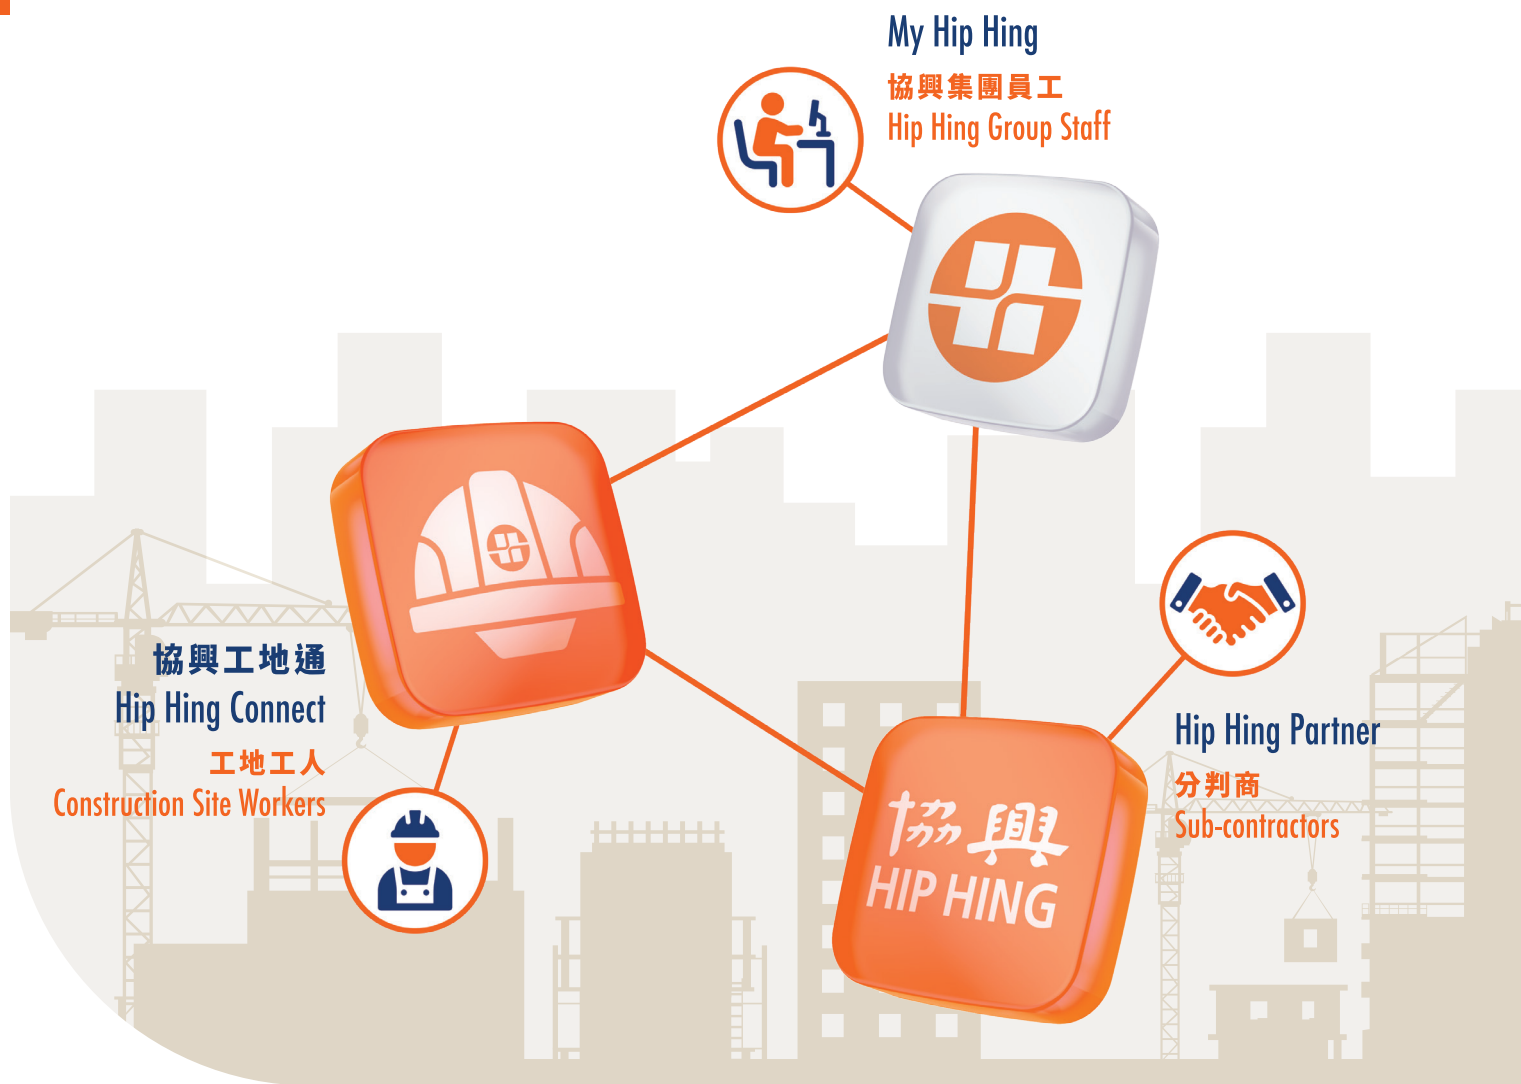 My Hip Hing
協興集團員工
Hip Hing Group Staff
協興工地通
Hip Hing Connect
工地工人
Construction Site Workers
Hip Hing Partner
分判商
Sub-contractors
協興
HIP HING